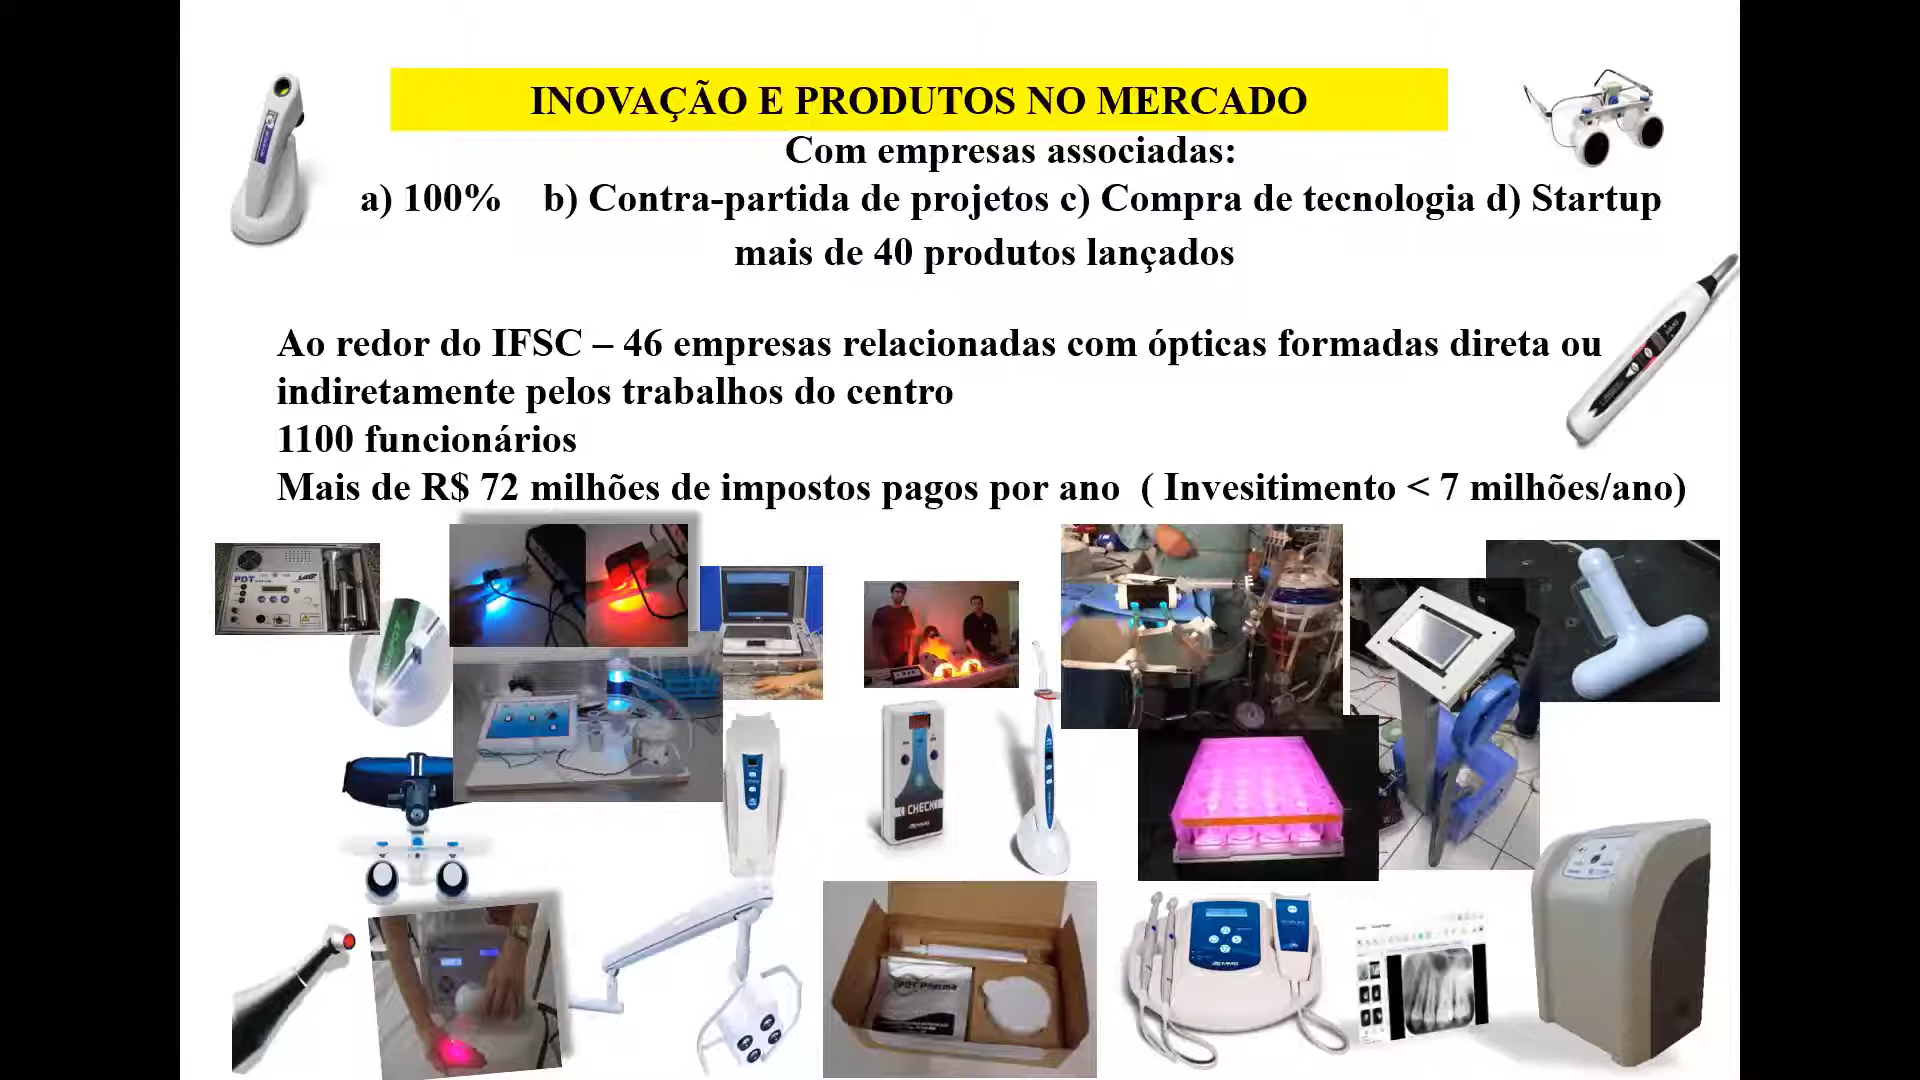 INOVAÇÃO E PRODUTOS NO MERCADO
Com empresas associadas:
a) 100% b) Contra-partida de projetos c) Compra de tecnologia d) Startup
mais de 40 produtos lançados
Ao redor do IFSC – 46 empresas relacionadas com ópticas formadas direta ou
indiretamente pelos trabalhos do centro
1100 funcionários
Mais de R$ 72 milhões de impostos pagos por ano ( Invesitimento < 7 milhões/ano)
PDT
CHECK
MMO
PDT Pharma
MMO